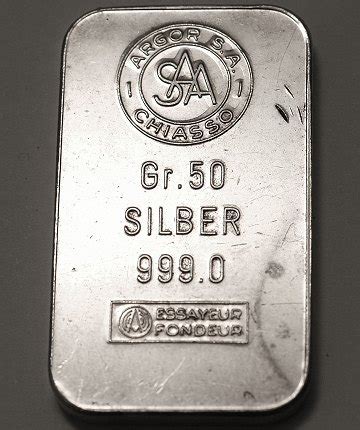 ARGOR S.A.
1 SAA 1
CHIASSO
Gr.50
SILBER
999.0
ESSAYEUR
FONDEUR